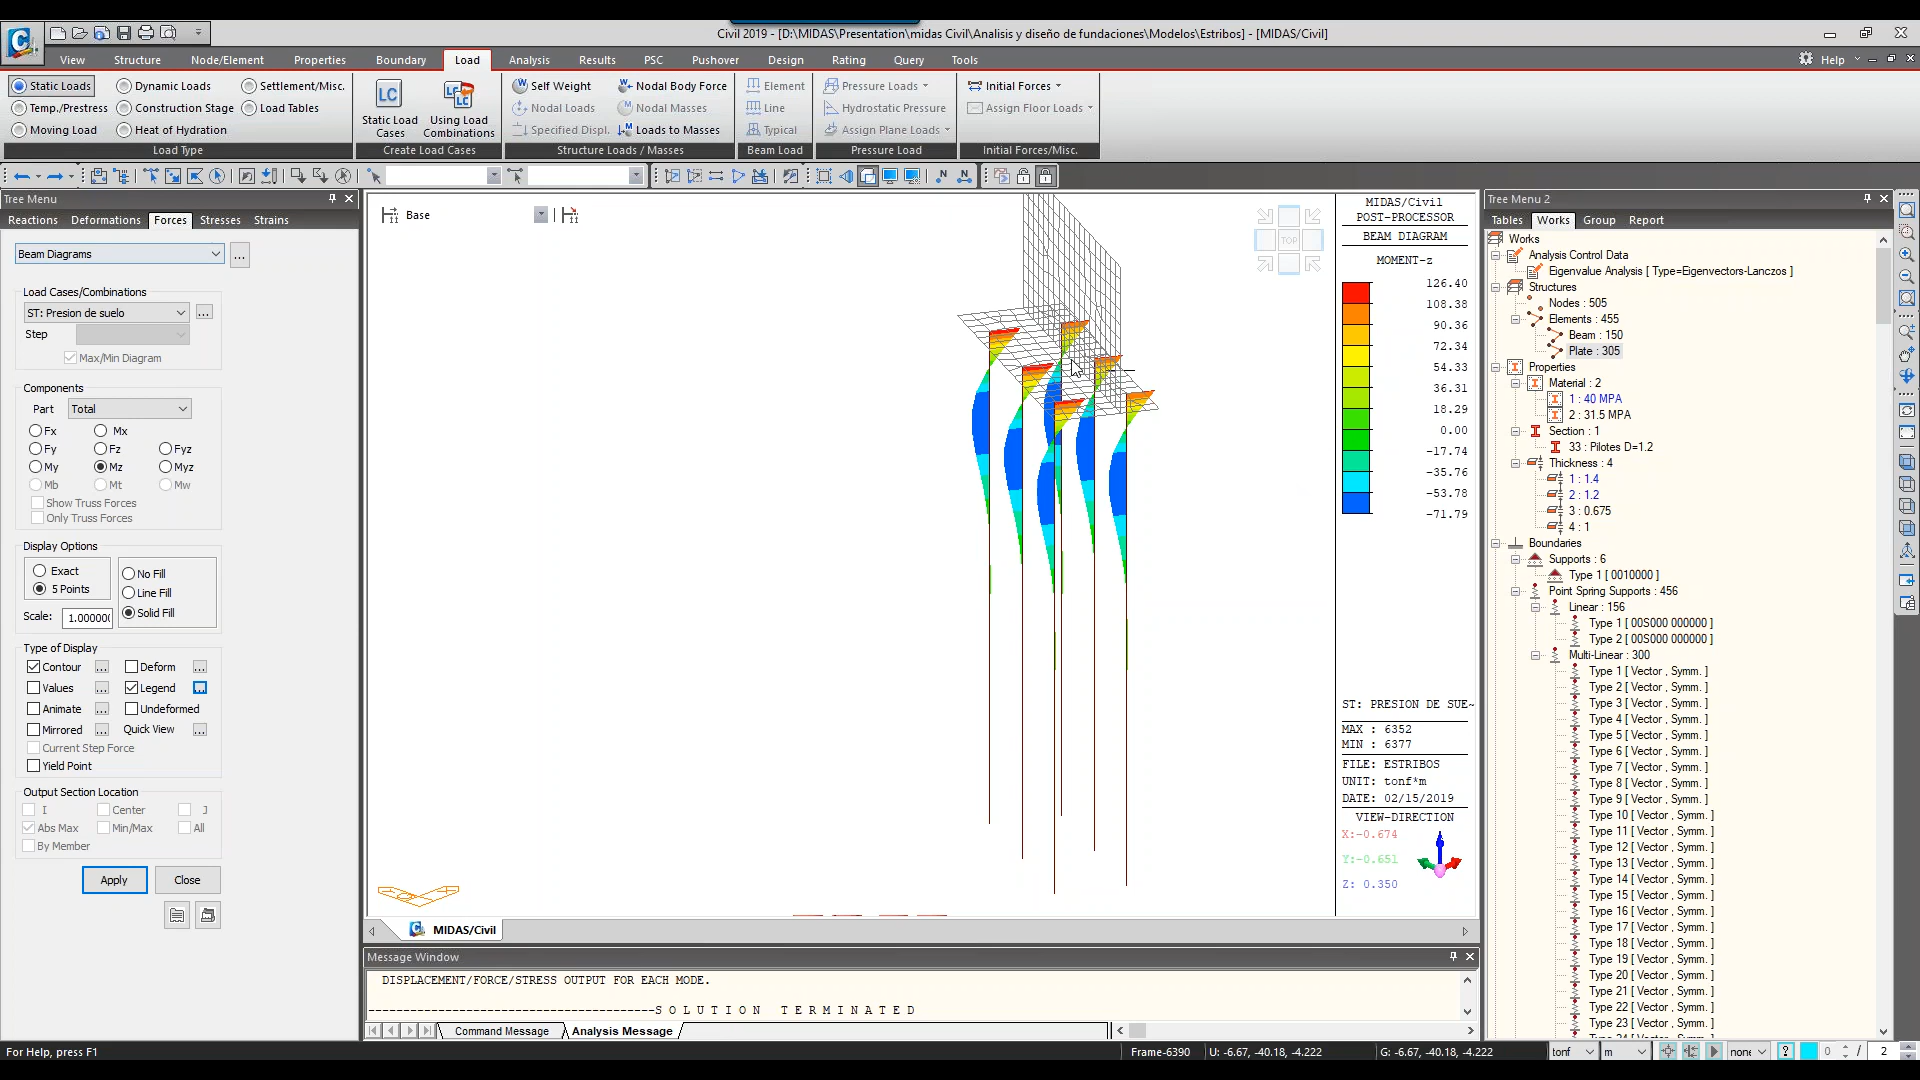 Civil 2019 - [D:\MIDAS\Presentation\midas Civil\Analisis y diseño de fundaciones\Modelos\Estribos] - [MIDAS/Civil]
View Structure Node/Element Properties Boundary Load Analysis Results PSC Pushover Design Rating Query Tools Help
Static Loads Dynamic Loads Settlement/Misc.
Temp./Prestress Construction Stage Load Tables
Moving Load Heat of Hydration
Load Type
LC Static Load Cases
LC LC Using Load Combinations
Create Load Cases
Self Weight Nodal Body Force
Nodal Loads Nodal Masses
Specified Displ. Loads to Masses
Structure Loads / Masses
Element
Line
Typical
Beam Load
Pressure Loads
Hydrostatic Pressure
Assign Plane Loads
Pressure Load
Initial Forces
Assign Floor Loads
Initial Forces/Misc.
Tree Menu
Reactions Deformations Forces Stresses Strains
Beam Diagrams ...
Load Cases/Combinations
ST: Presion de suelo ...
Step
Max/Min Diagram
Components
Part Total
Fx Mx
Fy Fz Fyz
My Mz Myz
Mb Mt Mw
Show Truss Forces
Only Truss Forces
Display Options
Exact No Fill
5 Points Line Fill
Scale: 1.00000 Solid Fill
Type of Display
Contour ... Deform ...
Values ... Legend ...
Animate ... Undeformed
Mirrored ... Quick View ...
Current Step Force
Yield Point
Output Section Location
I Center J
Abs Max Min/Max All
By Member
Apply Close
Base
TOP
MIDAS/Civil
POST-PROCESSOR
BEAM DIAGRAM
MOMENT-z
126.40
108.38
90.36
72.34
54.33
36.31
18.29
0.00
-17.74
-35.76
-53.78
-71.79
ST: PRESION DE SUE~
MAX : 6352
MIN : 6377
FILE: ESTRIBOS
UNIT: tonf*m
DATE: 02/15/2019
VIEW-DIRECTION
X:-0.674
Y:-0.651
Z: 0.350
MIDAS/Civil
Message Window
DISPLACEMENT/FORCE/STRESS OUTPUT FOR EACH MODE.
---------------------------------------S O L U T I O N   T E R M I N A T E D
Command Message Analysis Message
Tree Menu 2
Tables Works Group Report
Works
Analysis Control Data
Eigenvalue Analysis [ Type=Eigenvectors-Lanczos ]
Structures
Nodes : 505
Elements : 455
Beam : 150
Plate : 305
Properties
Material : 2
1 : 40 MPA
2 : 31.5 MPA
Section : 1
33 : Pilotes D=1.2
Thickness : 4
1 : 1.4
2 : 1.2
3 : 0.675
4 : 1
Boundaries
Supports : 6
Type 1 [ 0010000 ]
Point Spring Supports : 456
Linear : 156
Type 1 [ 00S000 000000 ]
Type 2 [ 00S000 000000 ]
Multi-Linear : 300
Type 1 [ Vector , Symm. ]
Type 2 [ Vector , Symm. ]
Type 3 [ Vector , Symm. ]
Type 4 [ Vector , Symm. ]
Type 5 [ Vector , Symm. ]
Type 6 [ Vector , Symm. ]
Type 7 [ Vector , Symm. ]
Type 8 [ Vector , Symm. ]
Type 9 [ Vector , Symm. ]
Type 10 [ Vector , Symm. ]
Type 11 [ Vector , Symm. ]
Type 12 [ Vector , Symm. ]
Type 13 [ Vector , Symm. ]
Type 14 [ Vector , Symm. ]
Type 15 [ Vector , Symm. ]
Type 16 [ Vector , Symm. ]
Type 17 [ Vector , Symm. ]
Type 18 [ Vector , Symm. ]
Type 19 [ Vector , Symm. ]
Type 20 [ Vector , Symm. ]
Type 21 [ Vector , Symm. ]
Type 22 [ Vector , Symm. ]
Type 23 [ Vector , Symm. ]
For Help, press F1
Frame-6390 U: -6.67, -40.18, -4.222 G: -6.67, -40.18, -4.222 tonf m none ? 0 / 2